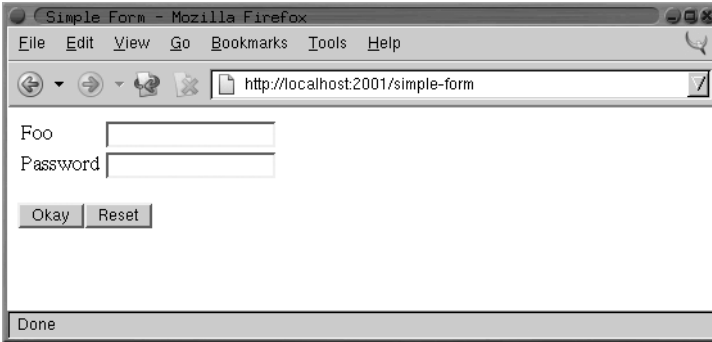 Simple Form - Mozilla Firefox
File Edit View Go Bookmarks Tools Help
http://localhost:2001/simple-form
Foo
Password
Okay Reset
Done